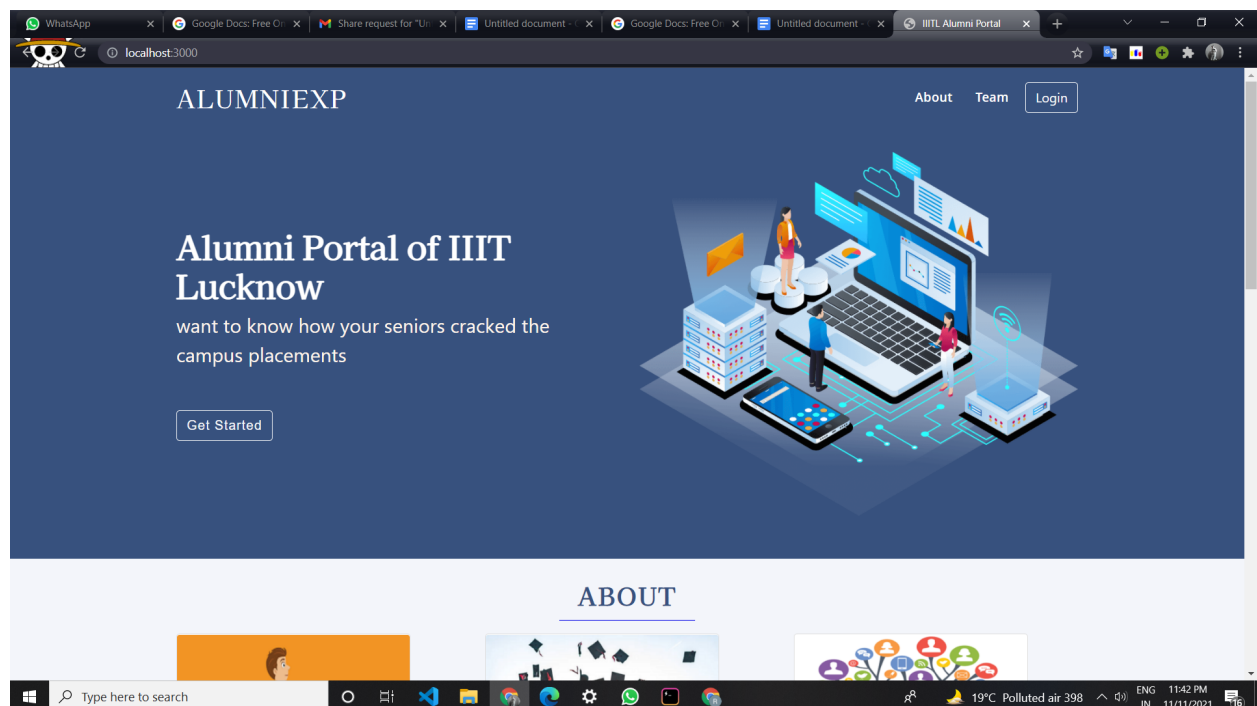 WhatsApp
Google Docs: Free On
Share request for "Un
Untitled document - G
Google Docs: Free On
Untitled document -
IIITL Alumni Portal
localhost:3000
ALUMNIEXP
About Team Login
Alumni Portal of IIIT
Lucknow
want to know how your seniors cracked the
campus placements
Get Started
ABOUT
Type here to search
19°C Polluted air 398
ENG 11:42 PM
IN 11/11/2021
16